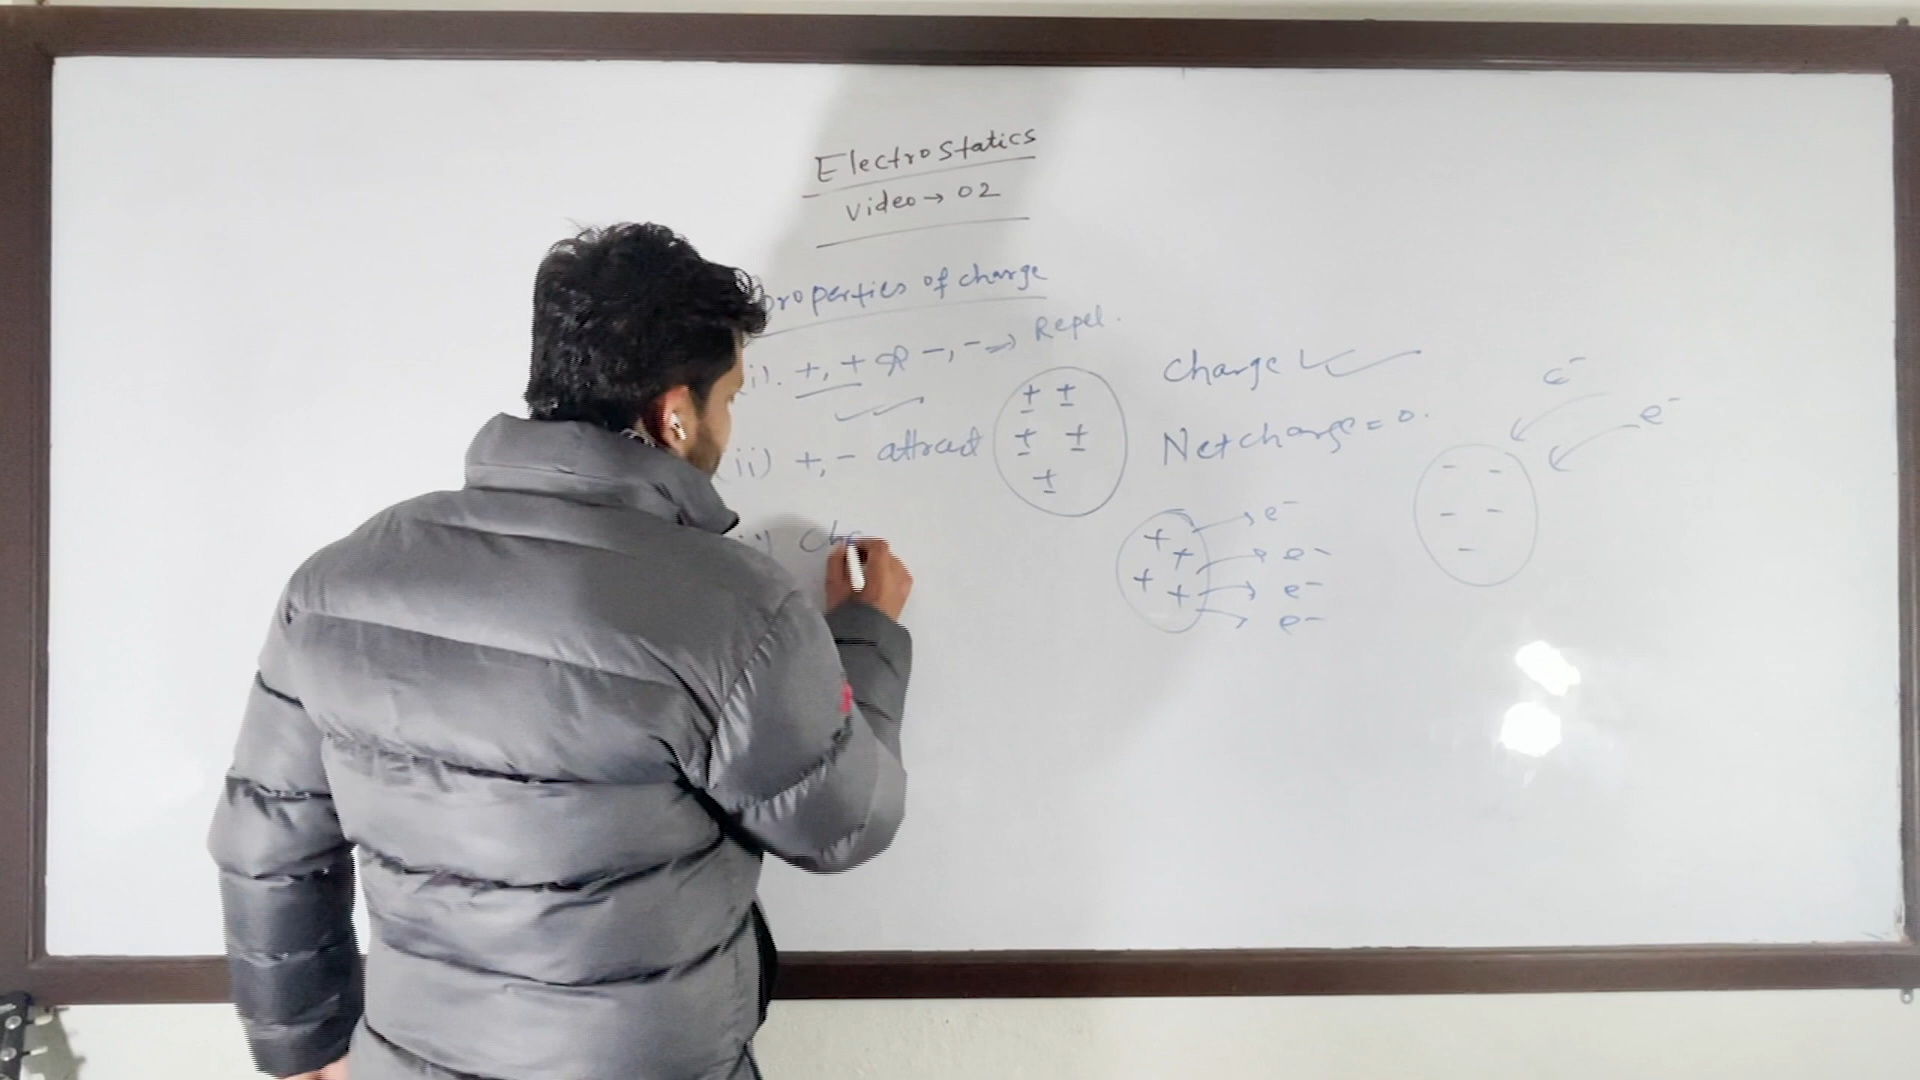 Electrostatics
Video → 02
properties of charge
(i). +, + OR -, - → Repel.
(ii) +, - attract
± ±
± ±
±
charge ✓
Net charge = 0.
+ + + +
e-
e-
e-
e-
e-
e-
- -
- -
-